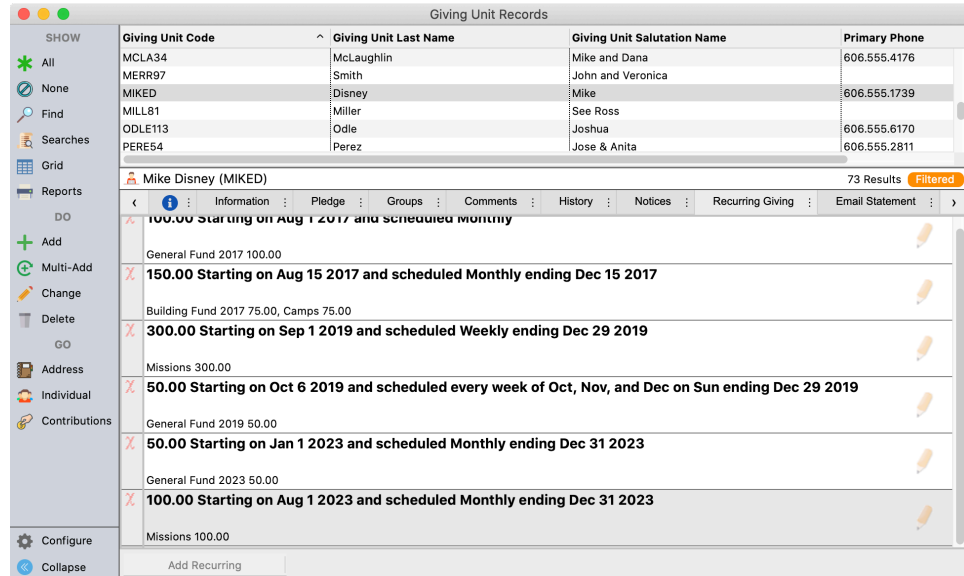 Giving Unit Records
SHOW
All
None
Find
Searches
Grid
Reports
DO
Add
Multi-Add
Change
Delete
GO
Address
Individual
Contributions
Configure
Collapse
Giving Unit Code Giving Unit Last Name Giving Unit Salutation Name Primary Phone
MCLA34 McLaughlin Mike and Dana 606.555.4176
MERR97 Smith John and Veronica
MIKED Disney Mike 606.555.1739
MILL81 Miller See Ross
ODLE113 Odle Joshua 606.555.6170
PERE54 Perez Jose & Anita 606.555.2811
Mike Disney (MIKED) 73 Results Filtered
Information Pledge Groups Comments History Notices Recurring Giving Email Statement
100.00 Starting on Aug 1 2017 and scheduled Monthly
General Fund 2017 100.00
150.00 Starting on Aug 15 2017 and scheduled Monthly ending Dec 15 2017
Building Fund 2017 75.00, Camps 75.00
300.00 Starting on Sep 1 2019 and scheduled Weekly ending Dec 29 2019
Missions 300.00
50.00 Starting on Oct 6 2019 and scheduled every week of Oct, Nov, and Dec on Sun ending Dec 29 2019
General Fund 2019 50.00
50.00 Starting on Jan 1 2023 and scheduled Monthly ending Dec 31 2023
General Fund 2023 50.00
100.00 Starting on Aug 1 2023 and scheduled Monthly ending Dec 31 2023
Missions 100.00
Add Recurring